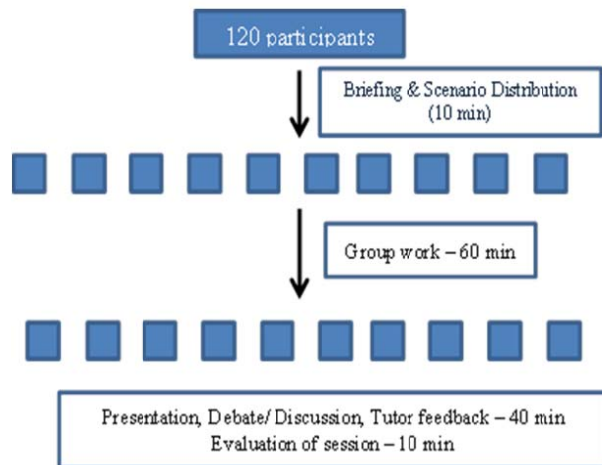 120 participants
Briefing & Scenario Distribution
(10 min)
Group work – 60 min
Presentation, Debate/ Discussion, Tutor feedback – 40 min
Evaluation of session – 10 min